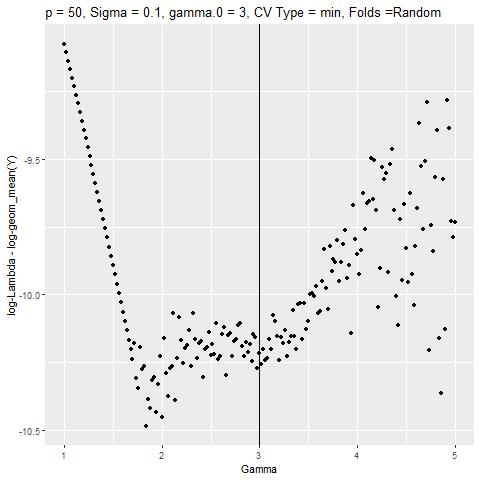 p = 50, Sigma = 0.1, gamma.0 = 3, CV Type = min, Folds =Random
log-Lambda - log-geom_mean(Y)
-9.5
-10.0
-10.5
1 2 3 4 5
Gamma